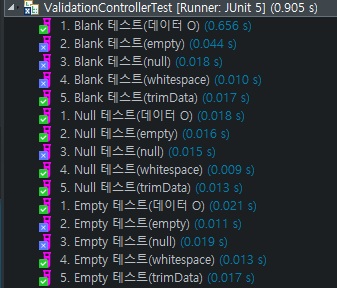 ValidationControllerTest [Runner: JUnit 5] (0.905 s)
1. Blank 테스트(데이터 O) (0.656 s)
2. Blank 테스트(empty) (0.044 s)
3. Blank 테스트(null) (0.018 s)
4. Blank 테스트(whitespace) (0.010 s)
5. Blank 테스트(trimData) (0.017 s)
1. Null 테스트(데이터 O) (0.018 s)
2. Null 테스트(empty) (0.016 s)
3. Null 테스트(null) (0.015 s)
4. Null 테스트(whitespace) (0.009 s)
5. Null 테스트(trimData) (0.013 s)
1. Empty 테스트(데이터 O) (0.021 s)
2. Empty 테스트(empty) (0.011 s)
3. Empty 테스트(null) (0.019 s)
4. Empty 테스트(whitespace) (0.013 s)
5. Empty 테스트(trimData) (0.017 s)